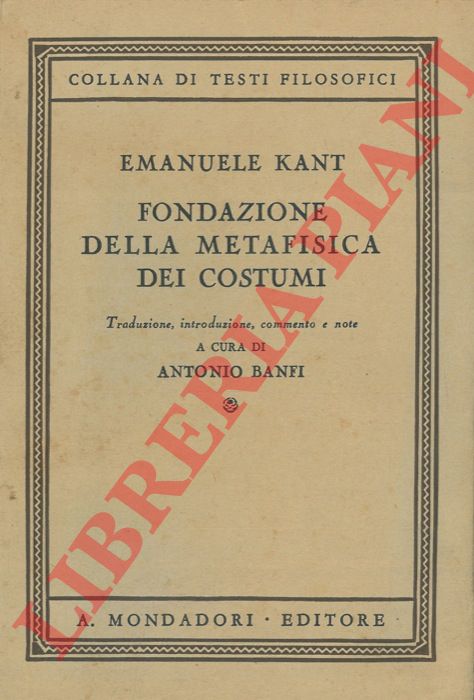 COLLANA DI TESTI FILOSOFICI
EMANUELE KANT
FONDAZIONE
DELLA METAFISICA
DEI COSTUMI
Traduzione, introduzione, commento e note
A CURA DI
ANTONIO BANFI
A. MONDADORI · EDITORE
LIBRERIA PIANI